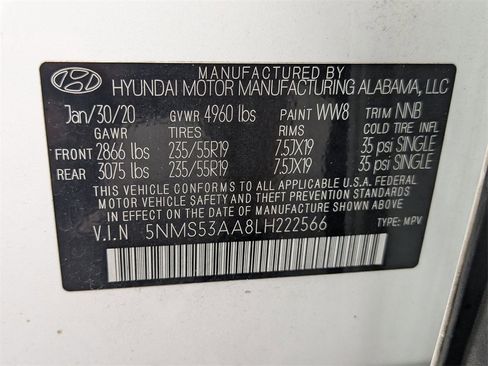 MANUFACTURED BY
HYUNDAI MOTOR MANUFACTURING ALABAMA, LLC
Jan/30/20 GVWR 4960 lbs PAINT WW8 TRIM NNB
GAWR TIRES RIMS COLD TIRE INFL
FRONT 2866 lbs 235/55R19 7.5JX19 35 psi SINGLE
REAR 3075 lbs 235/55R19 7.5JX19 35 psi SINGLE
THIS VEHICLE CONFORMS TO ALL APPLICABLE U.S.A.FEDERAL
MOTOR VEHICLE SAFETY AND THEFT PREVENTION STANDARDS
IN EFFECT ON THE DATE OF MANUFACTURE SHOWN ABOVE
V.I.N 5NMS53AA8LH222566 TYPE: MPV